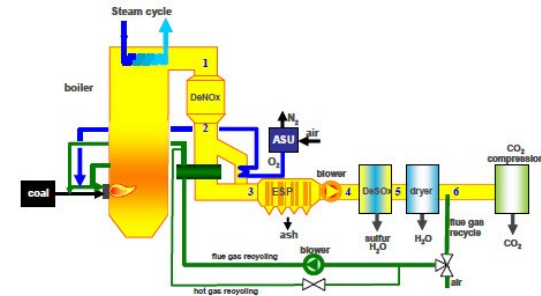 Steam cycle
boiler
1
DeNOx
2
N2
ASU
air
O2
coal
3
ESP
blower
4
DeSOx
5
dryer
6
CO2
compression
ash
sulfur
H2O
H2O
flue gas
recycle
CO2
blower
flue gas recycling
hot gas recycling
air